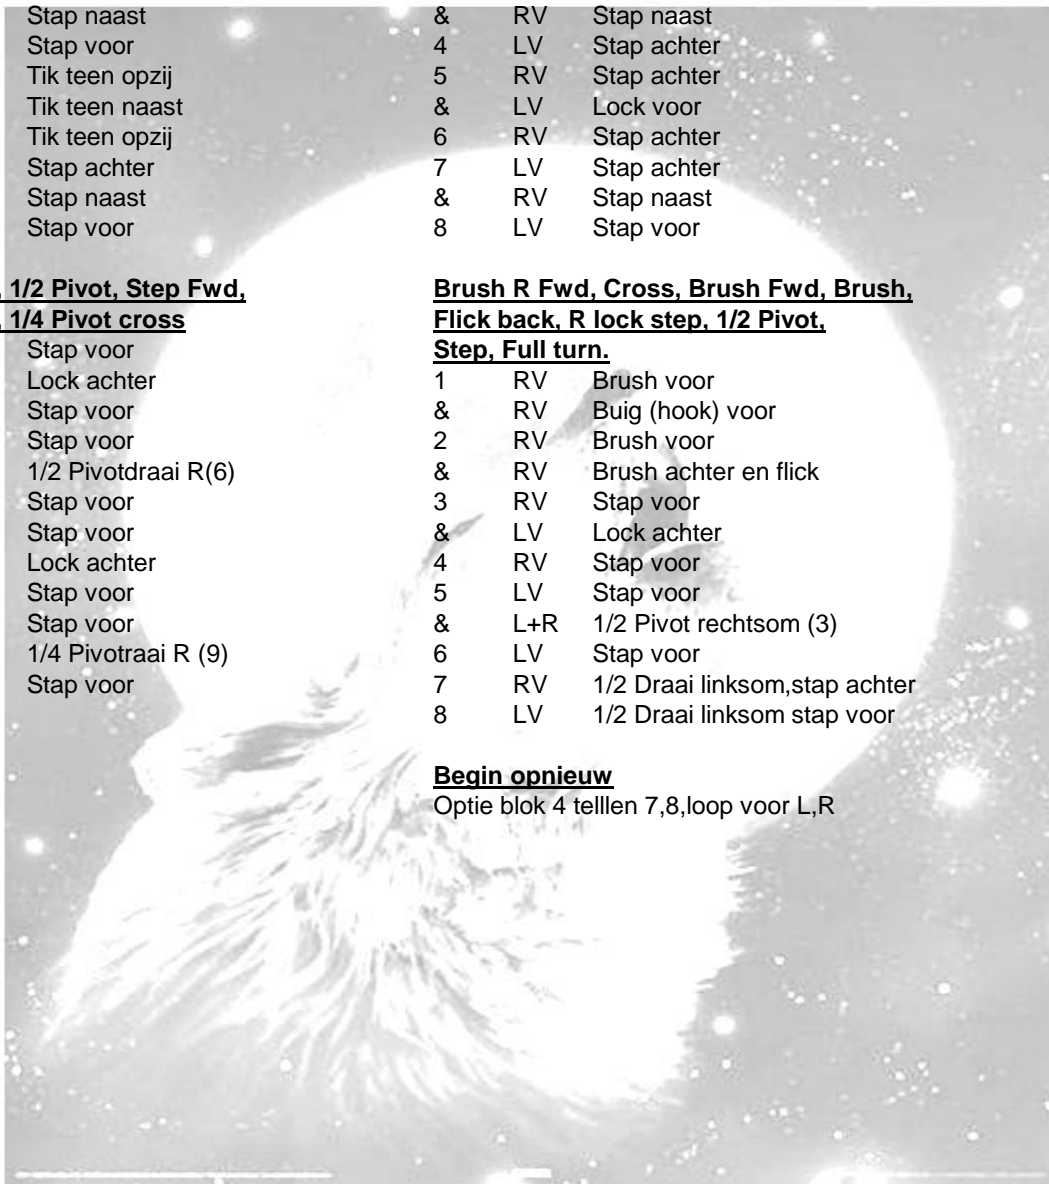 Stap naast
Stap voor
Tik teen opzij
Tik teen naast
Tik teen opzij
Stap achter
Stap naast
Stap voor
, 1/2 Pivot, Step Fwd,
, 1/4 Pivot cross
Stap voor
Lock achter
Stap voor
Stap voor
1/2 Pivotdraai R(6)
Stap voor
Stap voor
Lock achter
Stap voor
Stap voor
1/4 Pivotraai R (9)
Stap voor
& RV Stap naast
4 LV Stap achter
5 RV Stap achter
& LV Lock voor
6 RV Stap achter
7 LV Stap achter
& RV Stap naast
8 LV Stap voor
Brush R Fwd, Cross, Brush Fwd, Brush,
Flick back, R lock step, 1/2 Pivot,
Step, Full turn.
1 RV Brush voor
& RV Buig (hook) voor
2 RV Brush voor
& RV Brush achter en flick
3 RV Stap voor
& LV Lock achter
4 RV Stap voor
5 LV Stap voor
& L+R 1/2 Pivot rechtsom (3)
6 LV Stap voor
7 RV 1/2 Draai linksom,stap achter
8 LV 1/2 Draai linksom stap voor
Begin opnieuw
Optie blok 4 telllen 7,8,loop voor L,R